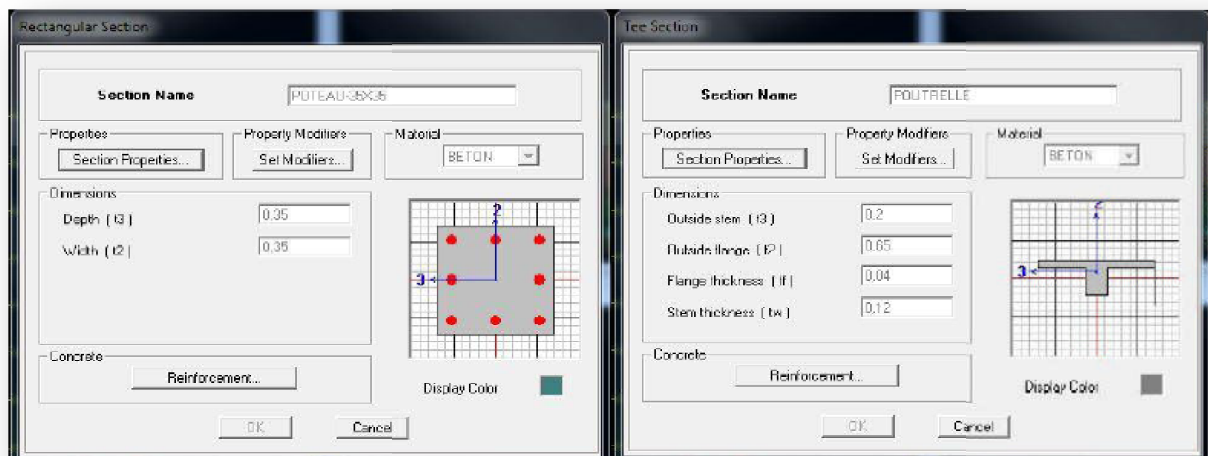 Rectangular Section
Section Name POTEAU-35X35
Properties Property Modifiers Material
Section Properties... Set Modifiers... BETON
Dimensions
Depth ( t3 ) 0,35
Width ( t2 ) 0,35
2
3
Concrete
Reinforcement...
Display Color
OK Cancel
Tee Section
Section Name POUTRELLE
Properties Property Modifiers Material
Section Properties... Set Modifiers... BETON
Dimensions
Outside stem ( t3 ) 0,2
Outside flange ( t2 ) 0,65
Flange thickness ( tf ) 0,04
Stem thickness ( tw ) 0,12
2
3
Concrete
Reinforcement...
Display Color
OK Cancel